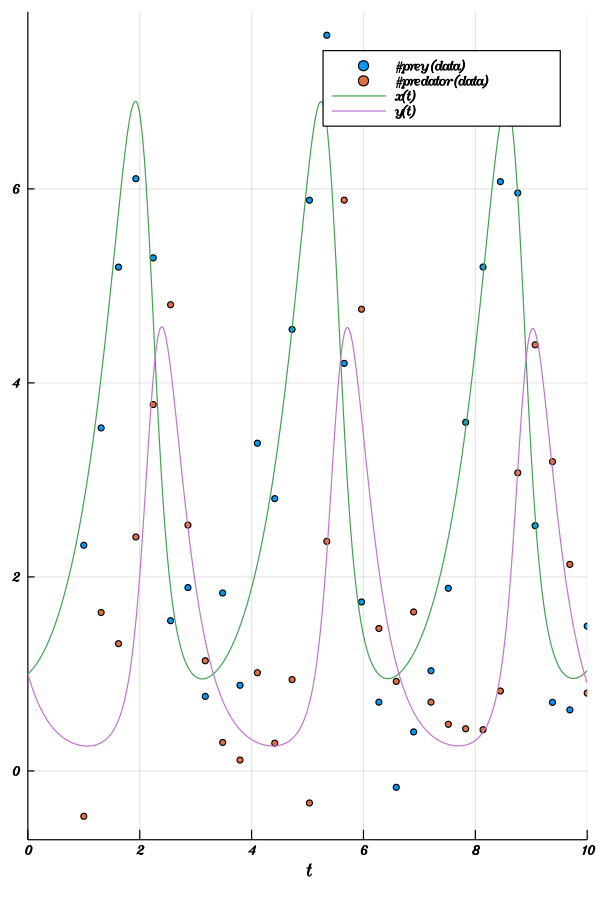 #prey (data)
#predator (data)
x(t)
y(t)
6
4
2
0
0 2 4 6 8 10
t